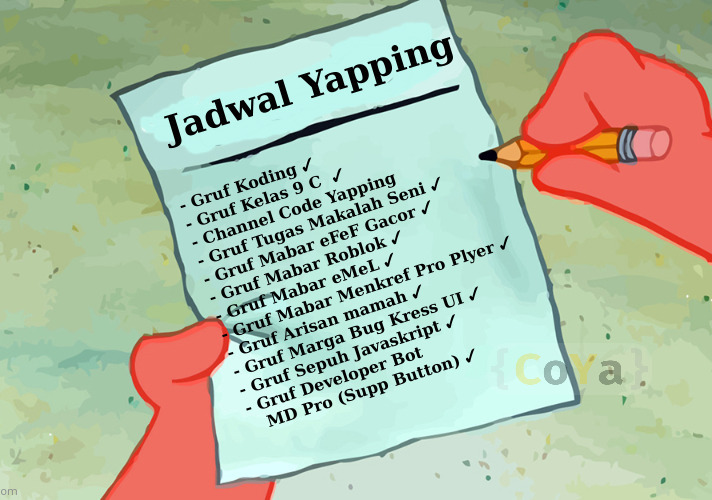 Jadwal Yapping
- Gruf Koding ✓
- Gruf Kelas 9 C ✓
- Channel Code Yapping
- Gruf Tugas Makalah Seni ✓
- Gruf Mabar eFeF Gacor ✓
- Gruf Mabar Roblok ✓
- Gruf Mabar eMeL ✓
- Gruf Mabar Menkref Pro Plyer ✓
- Gruf Arisan mamah ✓
- Gruf Marga Bug Kress UI ✓
- Gruf Sepuh Javaskript ✓
- Gruf Developer Bot
MD Pro (Supp Button) ✓
{CoYa}
om